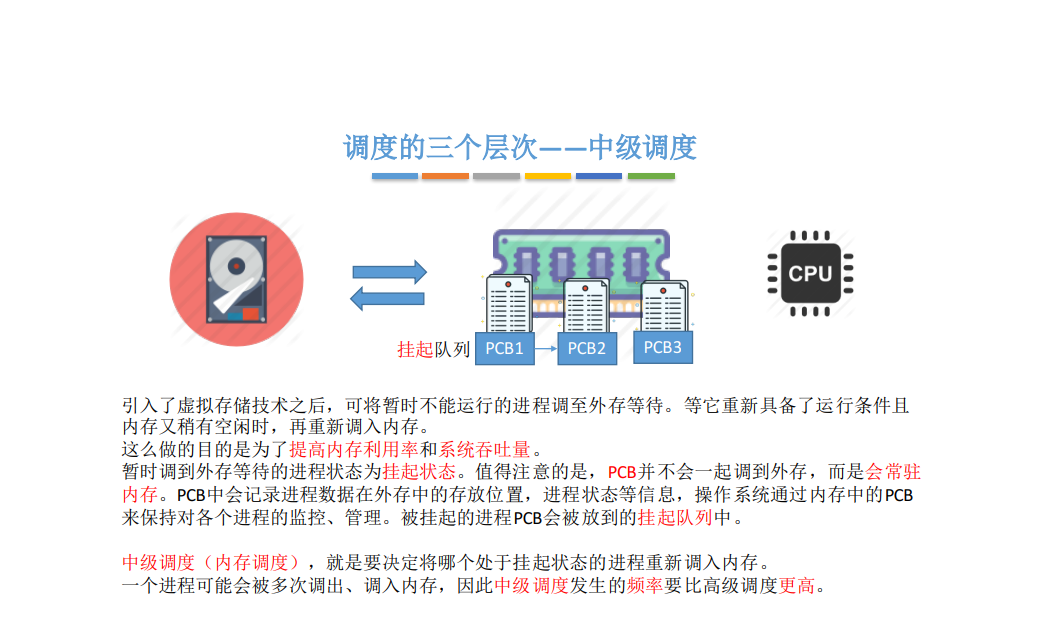 调度的三个层次——中级调度
CPU
挂起队列 PCB1 PCB2 PCB3
引入了虚拟存储技术之后，可将暂时不能运行的进程调至外存等待。等它重新具备了运行条件且
内存又稍有空闲时，再重新调入内存。
这么做的目的是为了提高内存利用率和系统吞吐量。
暂时调到外存等待的进程状态为挂起状态。值得注意的是，PCB并不会一起调到外存，而是会常驻
内存。PCB中会记录进程数据在外存中的存放位置，进程状态等信息，操作系统通过内存中的PCB
来保持对各个进程的监控、管理。被挂起的进程PCB会被放到的挂起队列中。
中级调度（内存调度），就是要决定将哪个处于挂起状态的进程重新调入内存。
一个进程可能会被多次调出、调入内存，因此中级调度发生的频率要比高级调度更高。